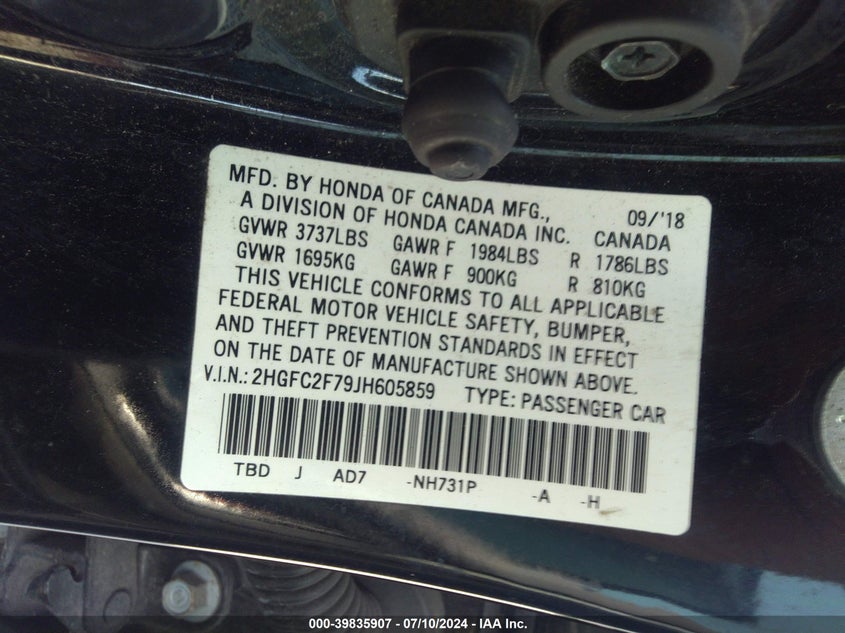 MFD. BY HONDA OF CANADA MFG., 09/'18
A DIVISION OF HONDA CANADA INC. CANADA
GVWR 3737LBS GAWR F 1984LBS R 1786LBS
GVWR 1695KG GAWR F 900KG R 810KG
THIS VEHICLE CONFORMS TO ALL APPLICABLE
FEDERAL MOTOR VEHICLE SAFETY, BUMPER,
AND THEFT PREVENTION STANDARDS IN EFFECT
ON THE DATE OF MANUFACTURE SHOWN ABOVE.
V.I.N.: 2HGFC2F79JH605859 TYPE: PASSENGER CAR
TBD J AD7 -NH731P -A -H
000-39835907 - 07/10/2024 - IAA Inc.